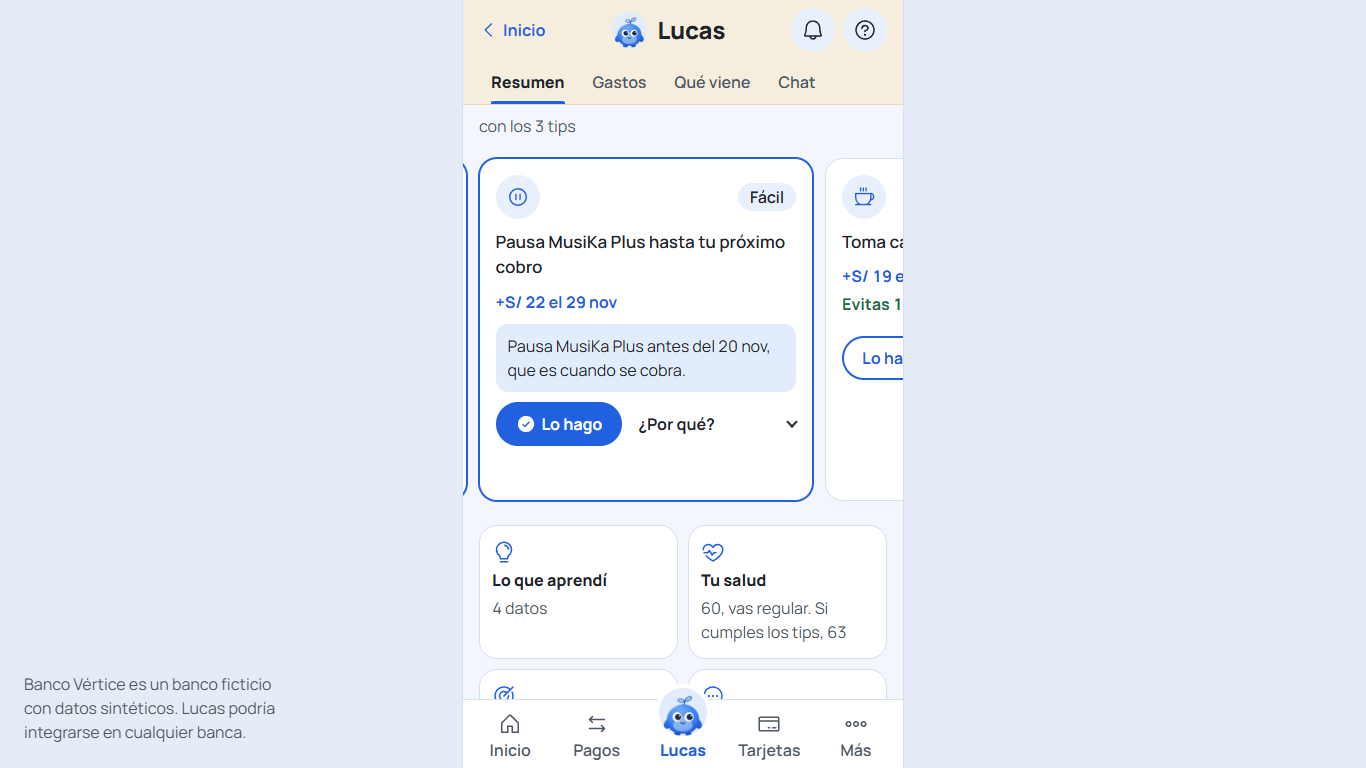 Inicio
Lucas
Resumen
Gastos
Qué viene
Chat
con los 3 tips
Fácil
Pausa MusiKa Plus hasta tu próximo
cobro
+S/ 22 el 29 nov
Pausa MusiKa Plus antes del 20 nov,
que es cuando se cobra.
Lo hago
¿Por qué?
Toma
+S/ 19
Evitas
Lo
Lo que aprendí
4 datos
Tu salud
60, vas regular. Si
cumples los tips, 63
Banco Vértice es un banco ficticio
con datos sintéticos. Lucas podría
integrarse en cualquier banca.
Inicio
Pagos
Lucas
Tarjetas
Más